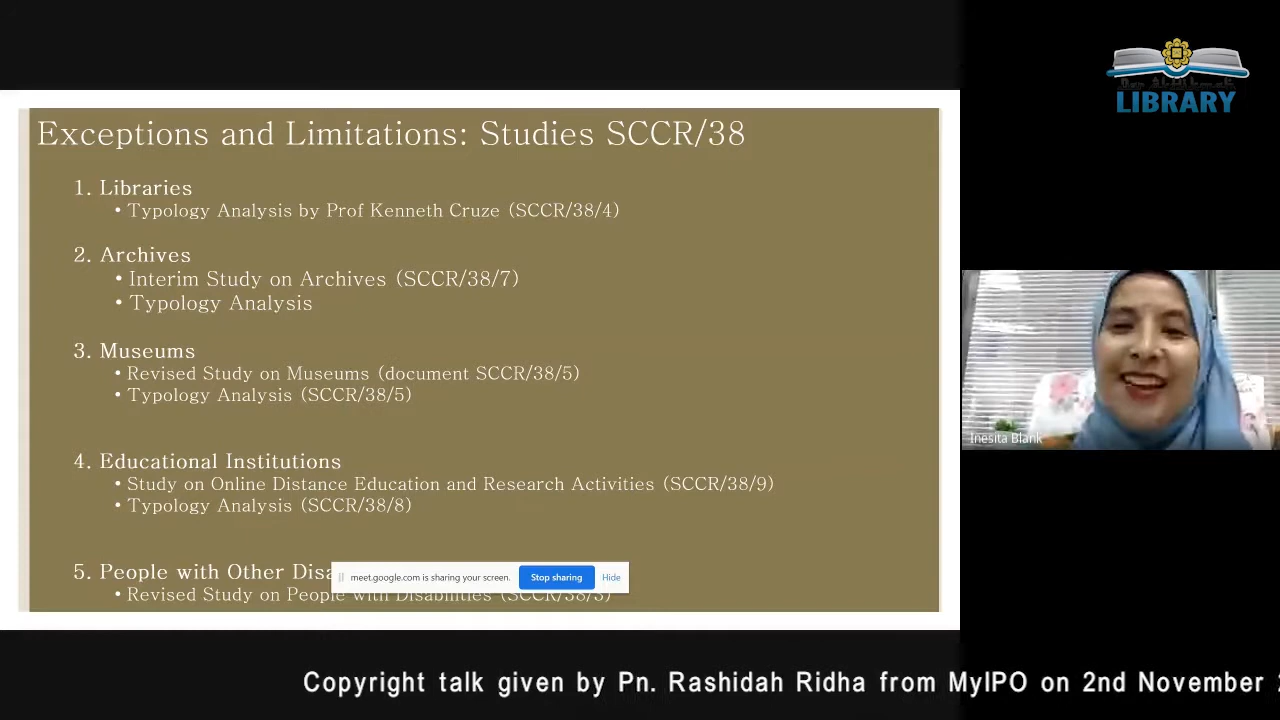 Exceptions and Limitations: Studies SCCR/38
1. Libraries
• Typology Analysis by Prof Kenneth Cruze (SCCR/38/4)
2. Archives
• Interim Study on Archives (SCCR/38/7)
• Typology Analysis
3. Museums
• Revised Study on Museums (document SCCR/38/5)
• Typology Analysis (SCCR/38/5)
4. Educational Institutions
• Study on Online Distance Education and Research Activities (SCCR/38/9)
• Typology Analysis (SCCR/38/8)
5. People with Other Disa
• Revised Study on People with Disabilities (SCCR/38/3)
meet.google.com is sharing your screen. Stop sharing Hide
LIBRARY
Inesita Blank
Copyright talk given by Pn. Rashidah Ridha from MyIPO on 2nd November